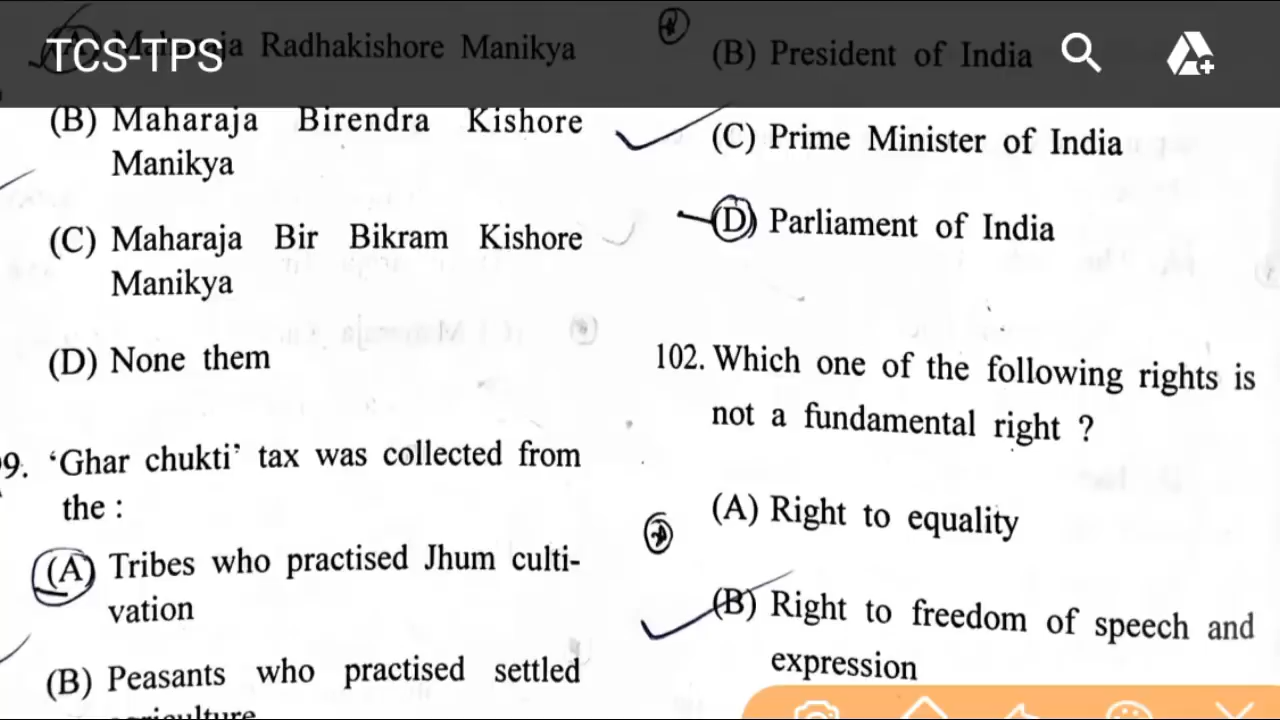 TCS-TPS
Maharaja Radhakishore Manikya
(B) Maharaja Birendra Kishore
Manikya
(C) Maharaja Bir Bikram Kishore
Manikya
(D) None them
9. ‘Ghar chukti’ tax was collected from
the :
(A) Tribes who practised Jhum culti-
vation
(B) Peasants who practised settled
agriculture
(B) President of India
(C) Prime Minister of India
(D) Parliament of India
102. Which one of the following rights is
not a fundamental right ?
(A) Right to equality
(B) Right to freedom of speech and
expression